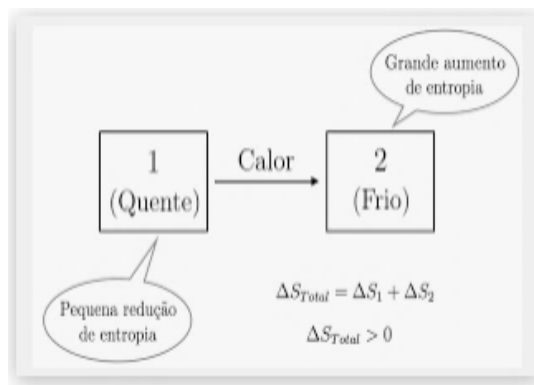 Grande aumento
de entropia
1
(Quente)
Calor
2
(Frio)
Pequena redução
de entropia
ΔS_Total = ΔS_1 + ΔS_2
ΔS_Total > 0